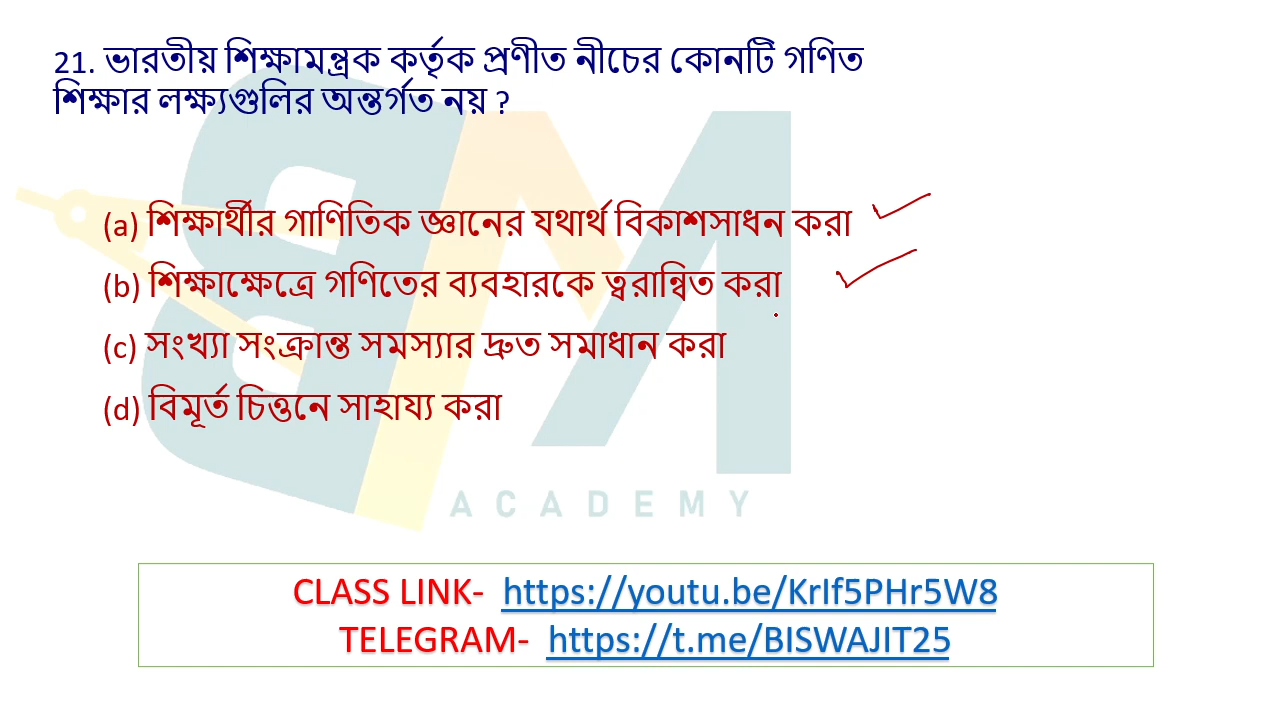 21. ভারতীয় শিক্ষামন্ত্রক কর্তৃক প্রণীত নীচের কোনটি গণিত
শিক্ষার লক্ষ্যগুলির অন্তর্গত নয় ?
(a) শিক্ষার্থীর গাণিতিক জ্ঞানের যথার্থ বিকাশসাধন করা
(b) শিক্ষাক্ষেত্রে গণিতের ব্যবহারকে ত্বরান্বিত করা
(c) সংখ্যা সংক্রান্ত সমস্যার দ্রুত সমাধান করা
(d) বিমূর্ত চিন্তনে সাহায্য করা
BM
ACADEMY
CLASS LINK- https://youtu.be/KrIf5PHr5W8
TELEGRAM- https://t.me/BISWAJIT25